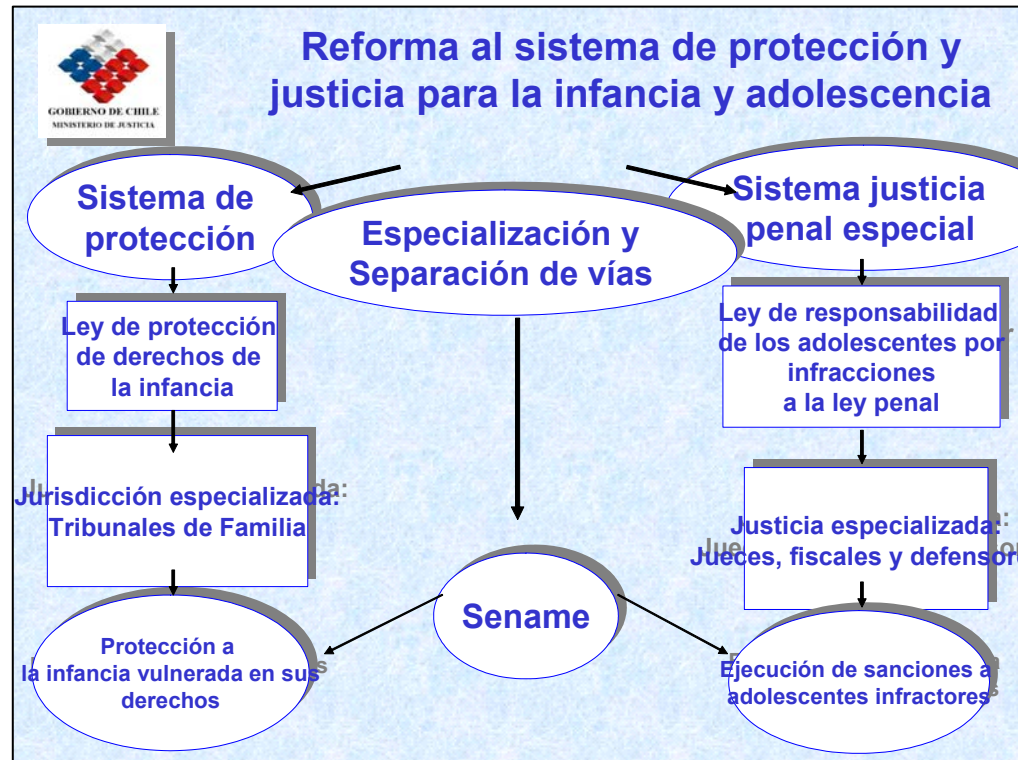 GOBIERNO DE CHILE
MINISTERIO DE JUSTICIA
Reforma al sistema de protección y
justicia para la infancia y adolescencia
Sistema de
protección
Especialización y
Separación de vías
Sistema justicia
penal especial
Ley de protección
de derechos de
la infancia
Ley de responsabilidad
de los adolescentes por
infracciones
a la ley penal
Jurisdicción especializada:
Tribunales de Familia
Justicia especializada:
Jueces, fiscales y defensore
Sename
Protección a
la infancia vulnerada en sus
derechos
Ejecución de sanciones a
adolescentes infractores